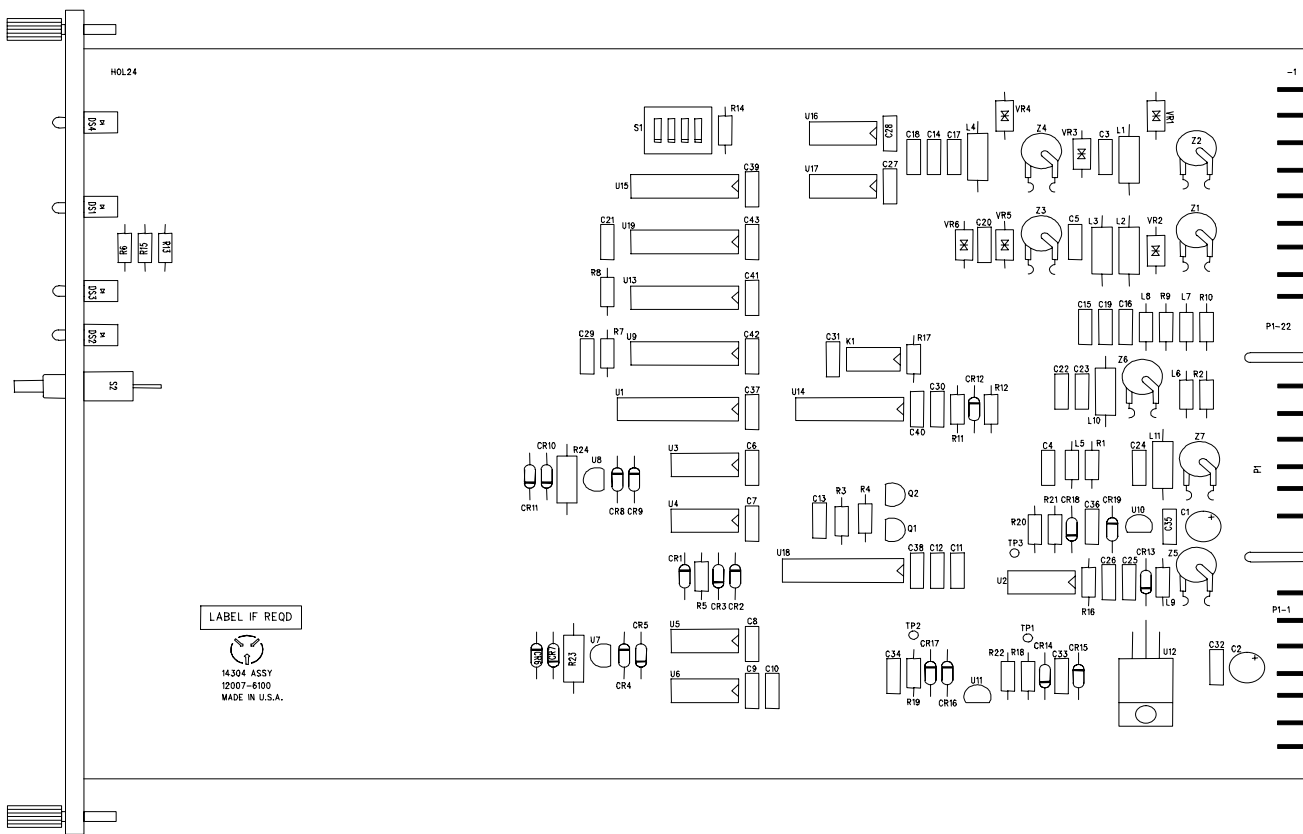 HOL24
-1
DS4
S1
R14
U16
C28
C18
C14
C17
L4
VR4
Z4
VR3
C3
L1
VR1
Z2
U15
C39
U17
C27
DS1
R6
R15
R13
C21
U19
C43
VR6
C20
VR5
Z3
C5
L3
L2
VR2
Z1
R8
U13
C41
DS3
C15
C19
C16
L8
R9
L7
R10
DS2
C29
R7
U9
C42
C31
K1
R17
P1-22
S2
U1
C37
U14
C40
C30
R11
CR12
R12
C22
C23
L10
Z6
L6
R2
CR11
CR10
R24
U8
CR8
CR9
U3
C6
C4
L5
R1
C24
L11
Z7
P1
U4
C7
C13
R3
R4
Q2
Q1
R20
R21
CR18
C36
CR19
U10
C35
C1
TP3
CR1
R5
CR3
CR2
U18
C38
C12
C11
U2
R16
C26
C25
CR13
L9
Z5
P1-1
LABEL IF REQD
14304 ASSY
12007-6100
MADE IN U.S.A.
CR6
CR7
R23
U7
CR4
CR5
U5
C8
U6
C9
C10
TP2
C34
R19
CR17
CR16
U11
TP1
R22
R18
CR14
C33
CR15
U12
C32
C2